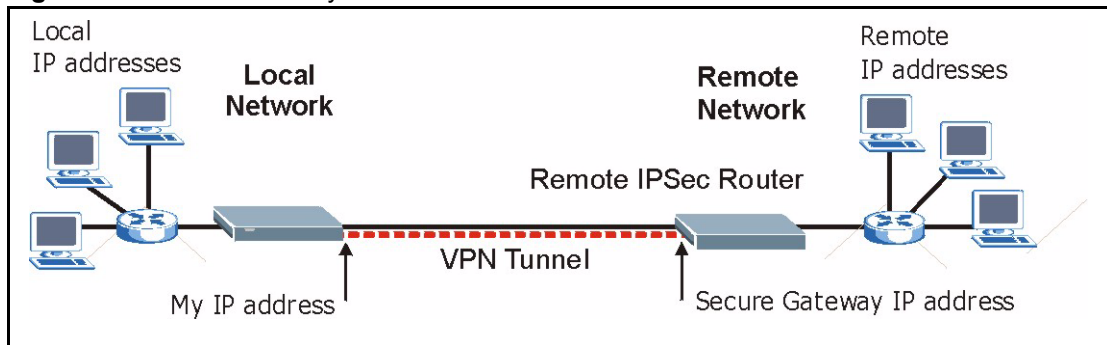 Local
IP addresses
Local
Network
Remote
Network
Remote
IP addresses
Remote IPSec Router
VPN Tunnel
My IP address
Secure Gateway IP address